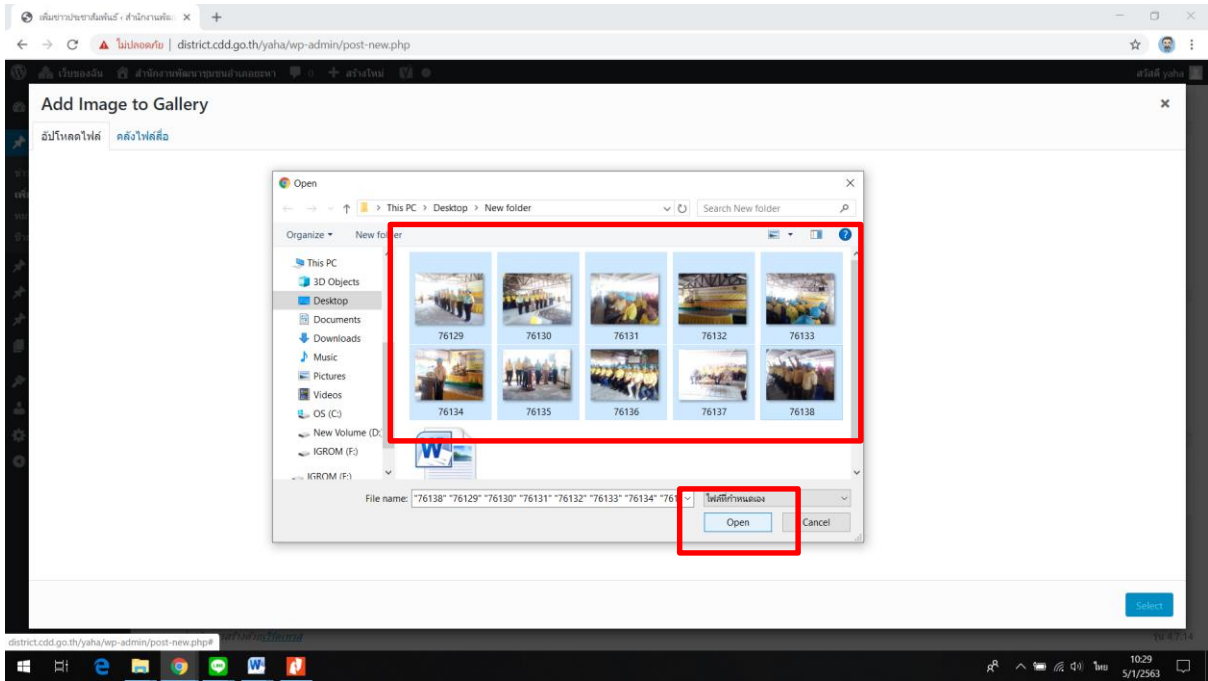 เพิ่มข่าวประชาสัมพันธ์ ‹ สำนักงานพัฒ
ไม่ปลอดภัย | district.cdd.go.th/yaha/wp-admin/post-new.php
เว็บของฉัน สำนักงานพัฒนาชุมชนอำเภอยะหา 0 สร้างใหม่ สวัสดี yaha
Add Image to Gallery
อัปโหลดไฟล์ คลังไฟล์สื่อ
Open
This PC > Desktop > New folder
Search New folder
Organize New folder
This PC
3D Objects
Desktop
Documents
Downloads
Music
Pictures
Videos
OS (C:)
New Volume (D:
IGROM (F:)
IGROM (F:)
76129 76130 76131 76132 76133
76134 76135 76136 76137 76138
File name: "76138" "76129" "76130" "76131" "76132" "76133" "76134" "761
ไฟล์ที่กำหนดเอง
Open Cancel
Select
district.cdd.go.th/yaha/wp-admin/post-new.php#
รุ่น 4.7.14
ไทย
10:29
5/1/2563